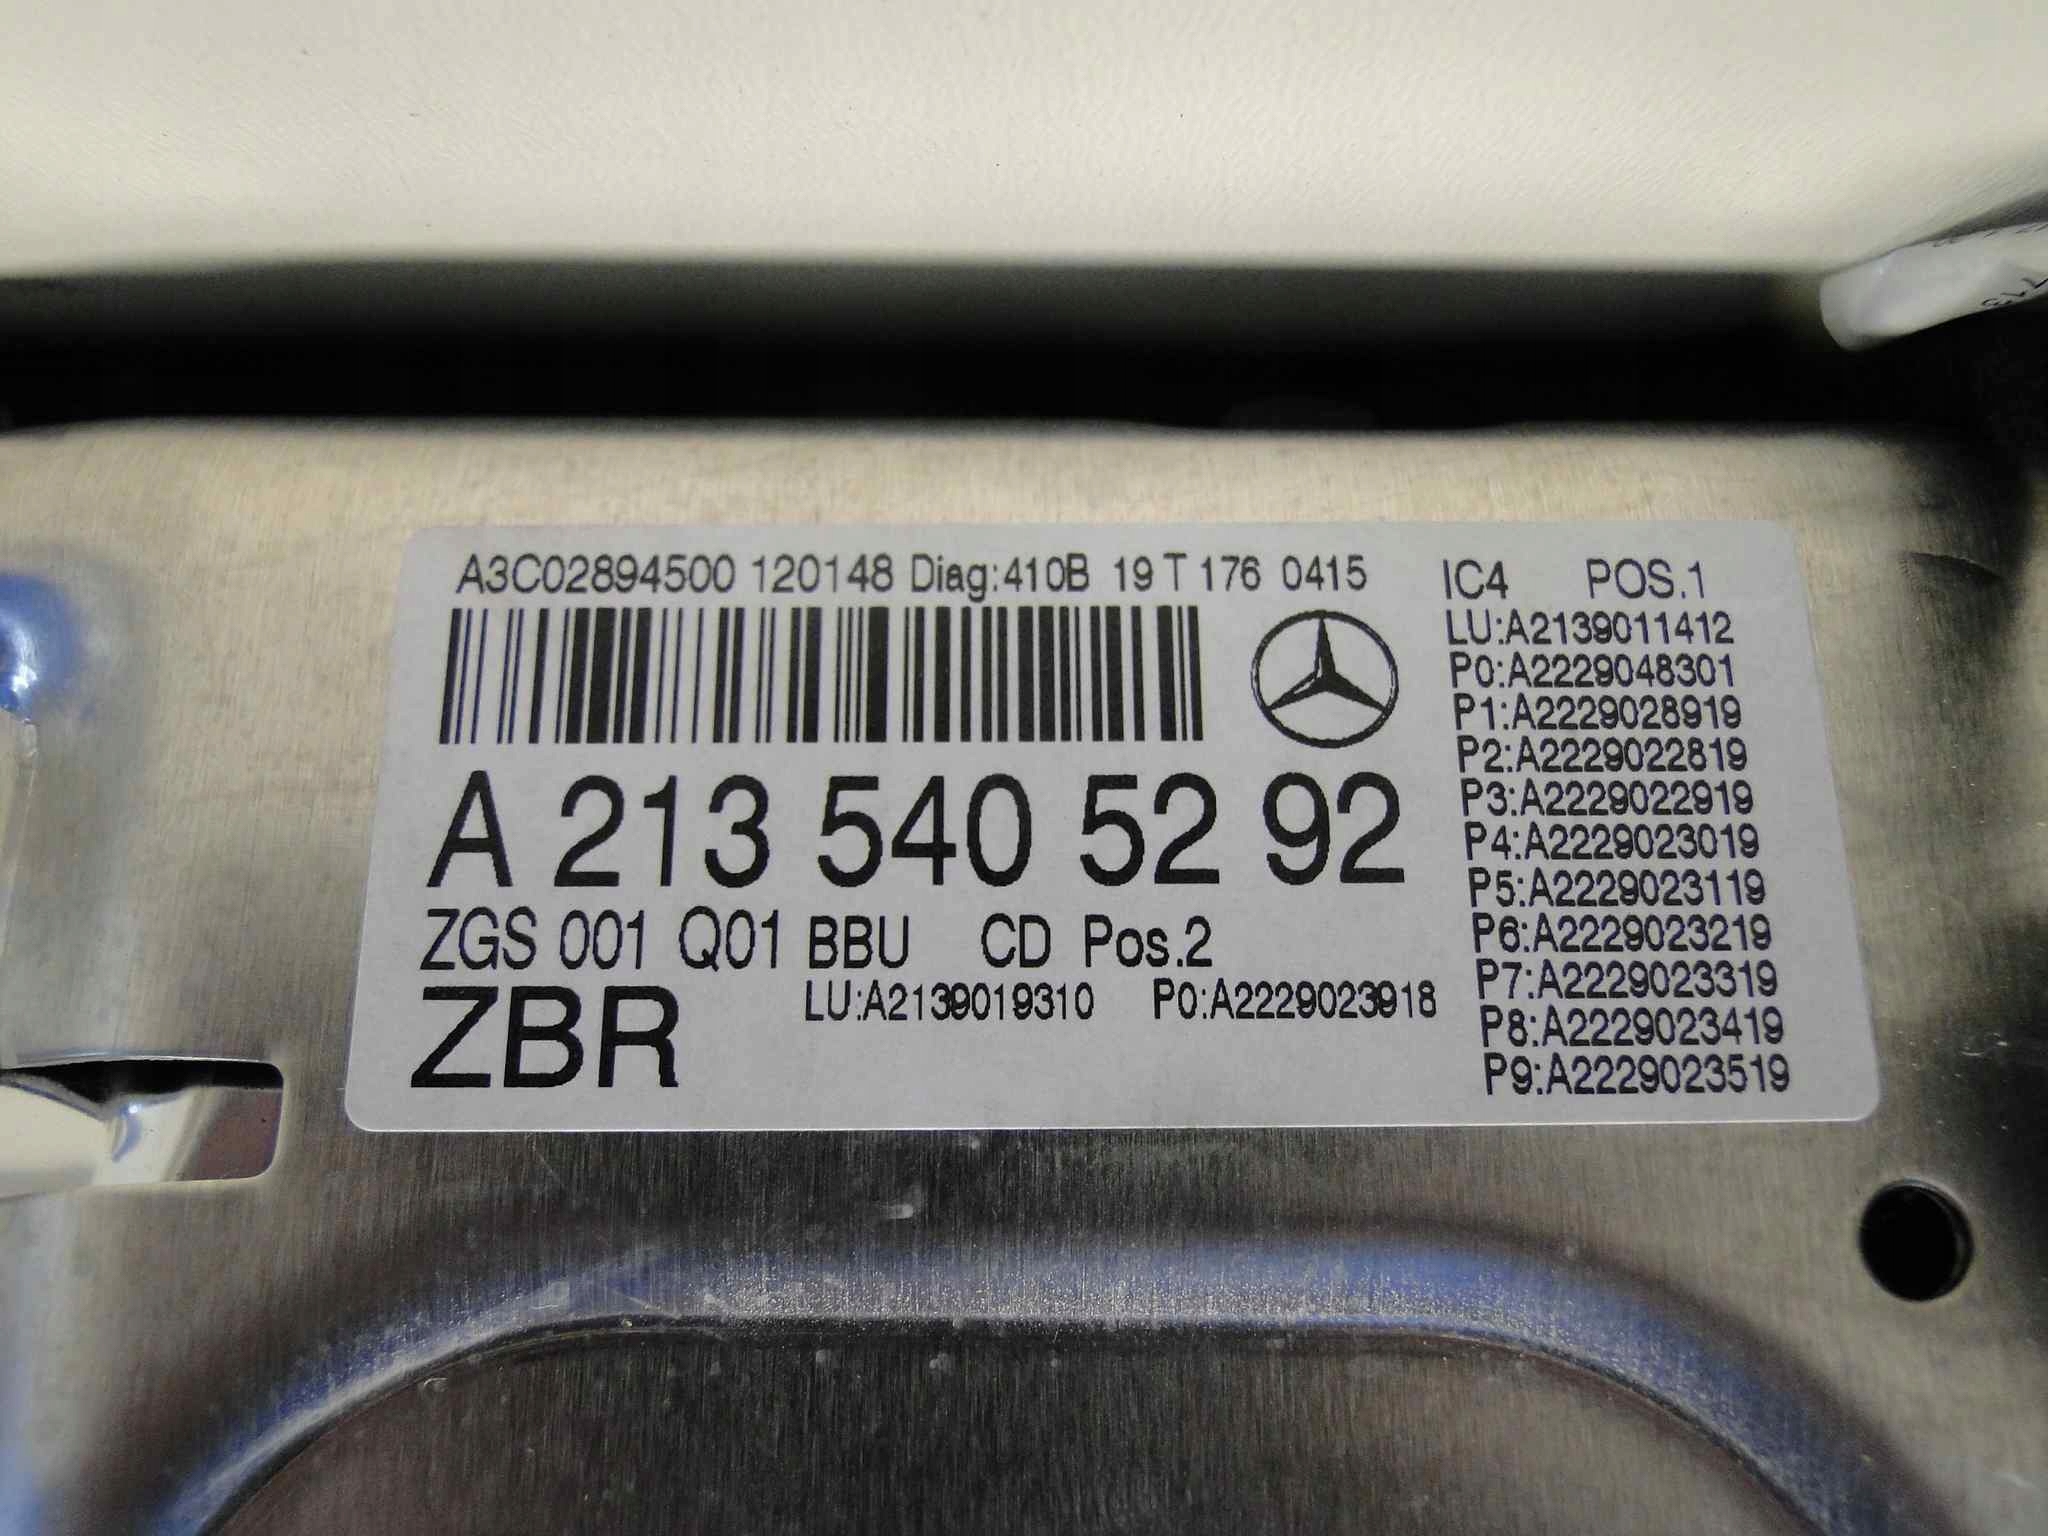 A3C02894500 120148 Diag:410B 19 T 176 0415
A 213 540 52 92
ZGS 001 Q01 BBU CD Pos.2
ZBR LU:A2139019310 P0:A2229023918
IC4 POS.1
LU:A2139011412
P0:A2229048301
P1:A2229028919
P2:A2229022819
P3:A2229022919
P4:A2229023019
P5:A2229023119
P6:A2229023219
P7:A2229023319
P8:A2229023419
P9:A2229023519